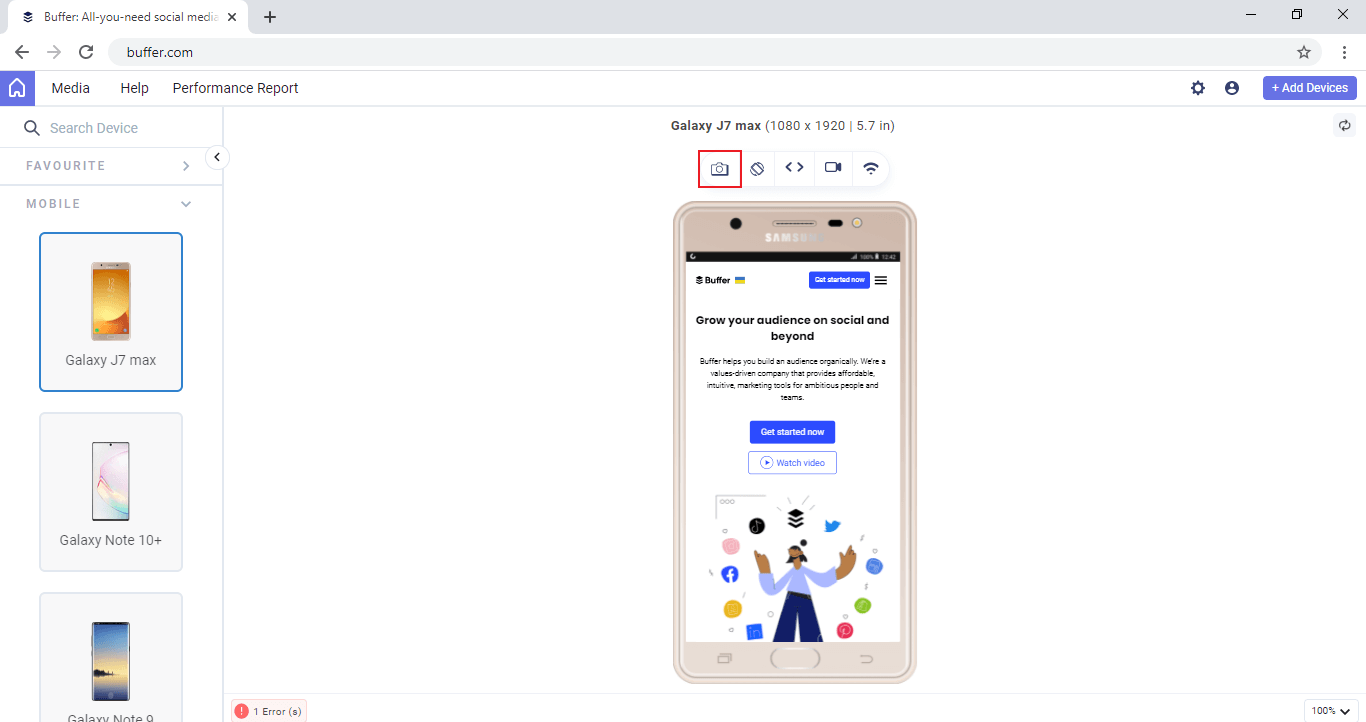 Buffer: All-you-need social media
buffer.com
Media Help Performance Report
+ Add Devices
Search Device
FAVOURITE
MOBILE
Galaxy J7 max
Galaxy Note 10+
Galaxy Note 9
Galaxy J7 max (1080 x 1920 | 5.7 in)
SAMSUNG
100% 12:43
Buffer
Get started now
Grow your audience on social and
beyond
Buffer helps you build an audience organically. We're a
values-driven company that provides affordable,
intuitive, marketing tools for ambitious people and
teams.
Get started now
Watch video
in
1 Error (s)
100%